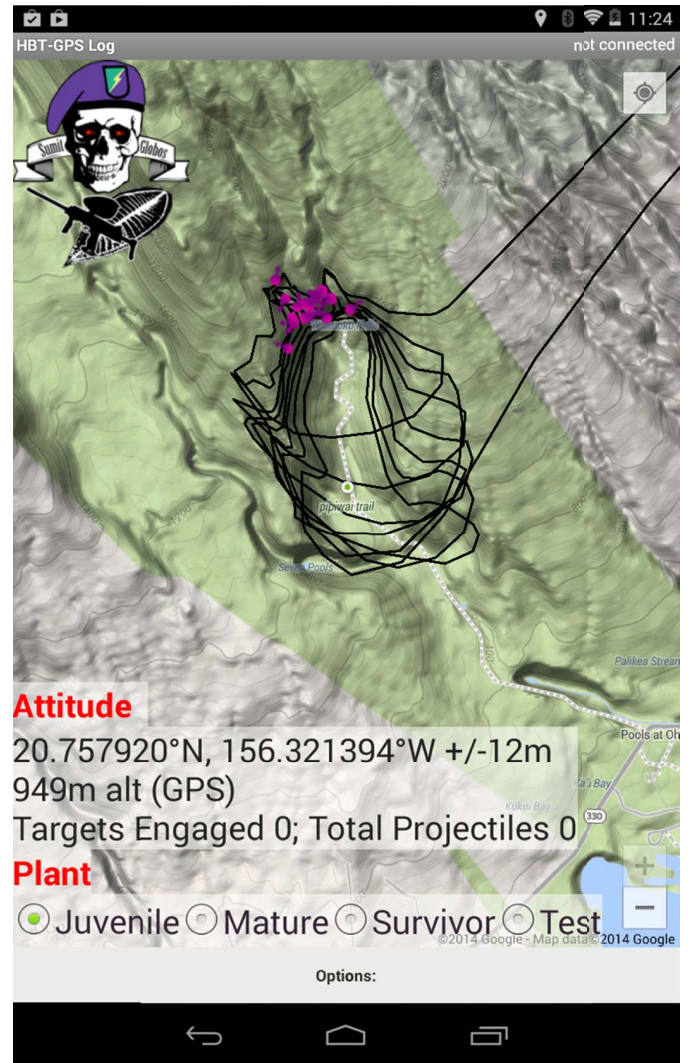 11:24
HBT-GPS Log
not connected
Sumit
Globos
pipiwai trail
Seven Pools
Palikea Stream
Pools at Oh
Kukui Bay
330
Attitude
20.757920°N, 156.321394°W +/-12m
949m alt (GPS)
Targets Engaged 0; Total Projectiles 0
Plant
Juvenile
Mature
Survivor
Test
©2014 Google - Map data ©2014 Google
Options: